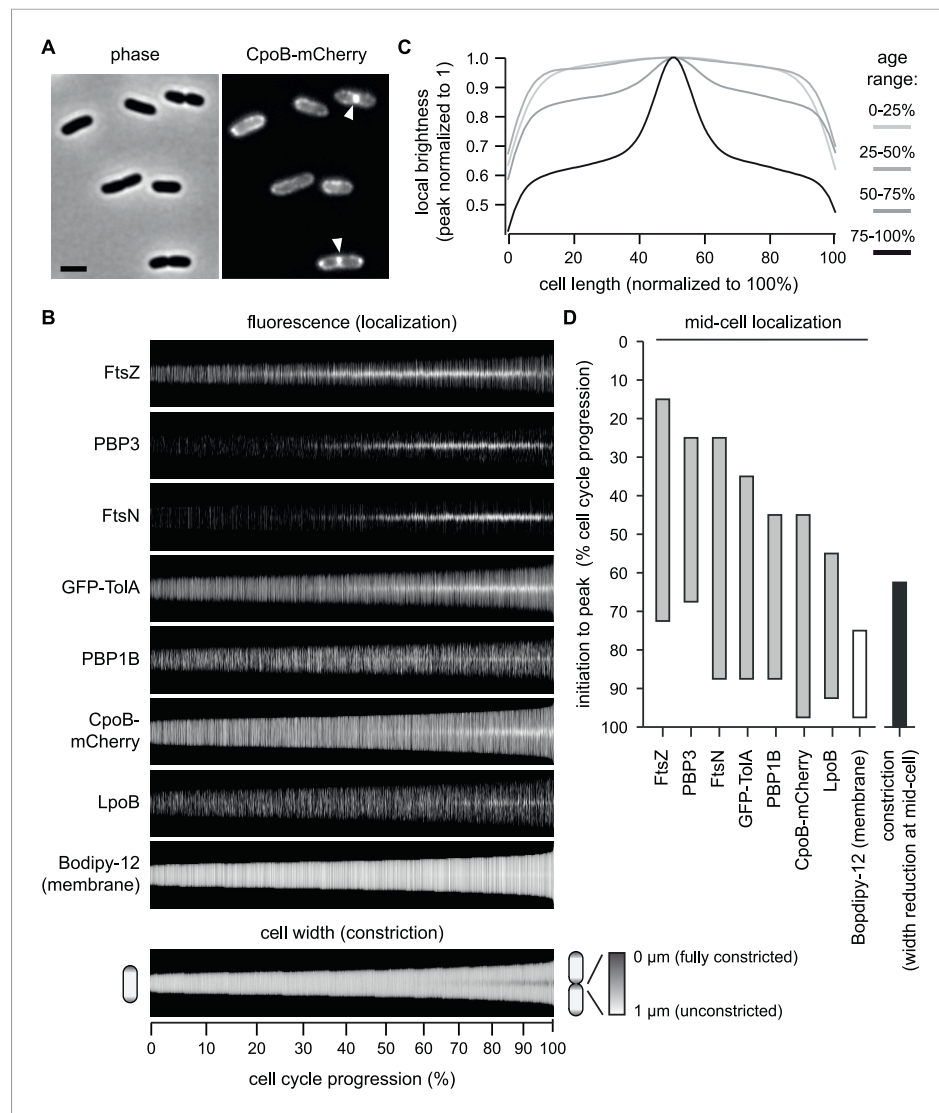 A
phase
CpoB-mCherry
C
local brightness
(peak normalized to 1)
1.0
0.9
0.8
0.7
0.6
0.5
0
20
40
60
80
100
cell length (normalized to 100%)
age
range:
0-25%
25-50%
50-75%
75-100%
B
fluorescence (localization)
FtsZ
PBP3
FtsN
GFP-TolA
PBP1B
CpoB-
mCherry
LpoB
Bodipy-12
(membrane)
cell width (constriction)
0 µm (fully constricted)
1 µm (unconstricted)
0
10
20
30
40
50
60
70
80
90
100
cell cycle progression (%)
D
mid-cell localization
initiation to peak (% cell cycle progression)
0
10
20
30
40
50
60
70
80
90
100
FtsZ
PBP3
FtsN
GFP-TolA
PBP1B
CpoB-mCherry
LpoB
Bopdipy-12 (membrane)
constriction
(width reduction at mid-cell)